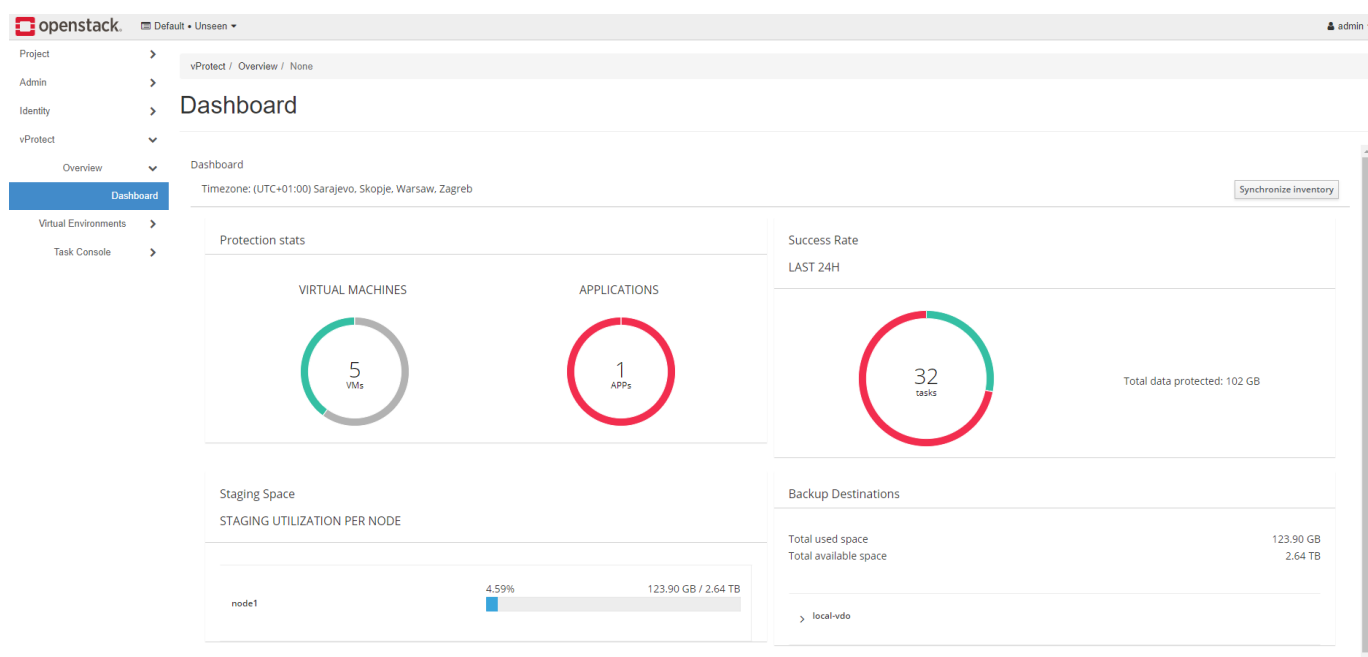 openstack. Default • Unseen admin
Project
Admin
Identity
vProtect
Overview
Dashboard
Virtual Environments
Task Console
vProtect / Overview / None
Dashboard
Dashboard
Timezone: (UTC+01:00) Sarajevo, Skopje, Warsaw, Zagreb
Synchronize inventory
Protection stats
VIRTUAL MACHINES
5
VMs
APPLICATIONS
1
APPs
Success Rate
LAST 24H
32
tasks
Total data protected: 102 GB
Staging Space
STAGING UTILIZATION PER NODE
node1
4.59% 123.90 GB / 2.64 TB
Backup Destinations
Total used space 123.90 GB
Total available space 2.64 TB
local-vdo